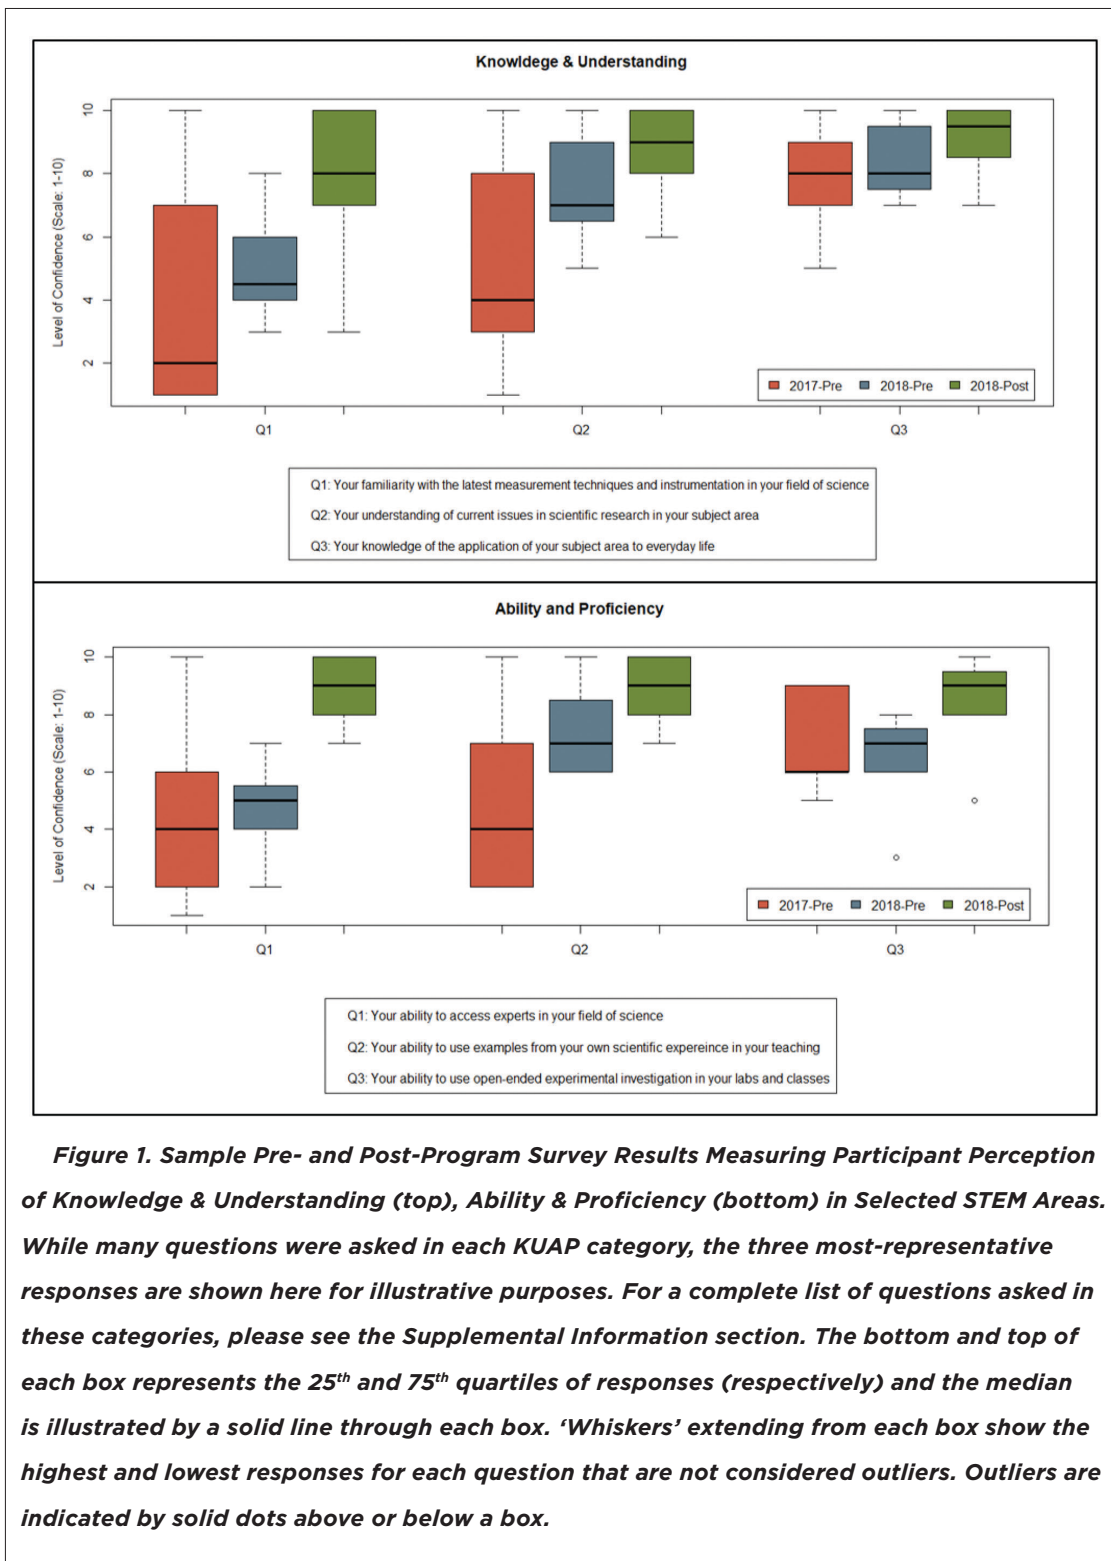 Knowldege & Understanding
Level of Confidence (Scale: 1-10)
10
8
6
4
2
2017-Pre 2018-Pre 2018-Post
Q1 Q2 Q3
Q1: Your familiarity with the latest measurement techniques and instrumentation in your field of science
Q2: Your understanding of current issues in scientific research in your subject area
Q3: Your knowledge of the application of your subject area to everyday life
Ability and Proficiency
Level of Confidence (Scale: 1-10)
10
8
6
4
2
2017-Pre 2018-Pre 2018-Post
Q1 Q2 Q3
Q1: Your ability to access experts in your field of science
Q2: Your ability to use examples from your own scientific expereince in your teaching
Q3: Your ability to use open-ended experimental investigation in your labs and classes
Figure 1. Sample Pre- and Post-Program Survey Results Measuring Participant Perception
of Knowledge & Understanding (top), Ability & Proficiency (bottom) in Selected STEM Areas.
While many questions were asked in each KUAP category, the three most-representative
responses are shown here for illustrative purposes. For a complete list of questions asked in
these categories, please see the Supplemental Information section. The bottom and top of
each box represents the 25th and 75th quartiles of responses (respectively) and the median
is illustrated by a solid line through each box. ‘Whiskers’ extending from each box show the
highest and lowest responses for each question that are not considered outliers. Outliers are
indicated by solid dots above or below a box.